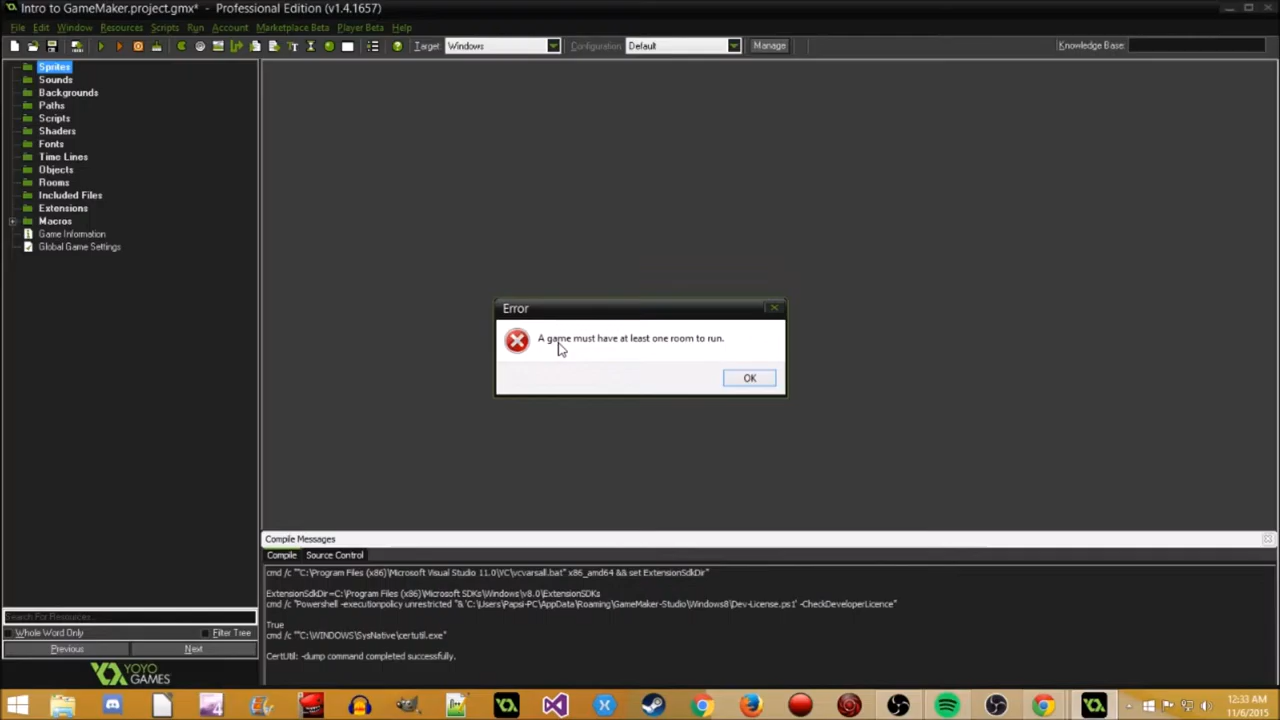 Intro to GameMaker.project.gmx* - Professional Edition (v1.4.1657)
File Edit Window Resources Scripts Run Account Marketplace Beta Player Beta Help
Target: Windows Configuration: Default Manage Knowledge Base:
Sprites
Sounds
Backgrounds
Paths
Scripts
Shaders
Fonts
Time Lines
Objects
Rooms
Included Files
Extensions
Macros
Game Information
Global Game Settings
Error
A game must have at least one room to run.
OK
Compile Messages
Compile Source Control
cmd /c ""C:\Program Files (x86)\Microsoft Visual Studio 11.0\VC\vcvarsall.bat" x86_amd64 && set ExtensionSdkDir"
ExtensionSdkDir=C:\Program Files (x86)\Microsoft SDKs\Windows\v8.0\ExtensionSDKs
cmd /c "Powershell -executionpolicy unrestricted "& 'C:\Users\Papsi-PC\AppData\Roaming\GameMaker-Studio\Windows8\Dev-License.ps1' -CheckDeveloperLicence"
True
cmd /c ""C:\WINDOWS\SysNative\certutil.exe"
CertUtil: -dump command completed successfully.
Search For Resources...
Whole Word Only Filter Tree
Previous Next
YOYO
GAMES
12:33 AM
11/6/2015